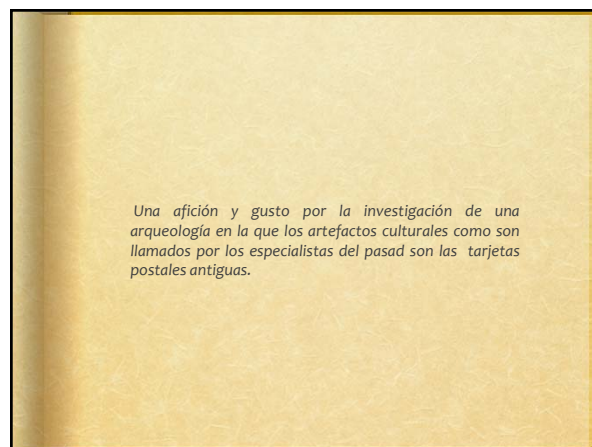 Una afición y gusto por la investigación de una
arqueología en la que los artefactos culturales como son
llamados por los especialistas del pasad son las tarjetas
postales antiguas.